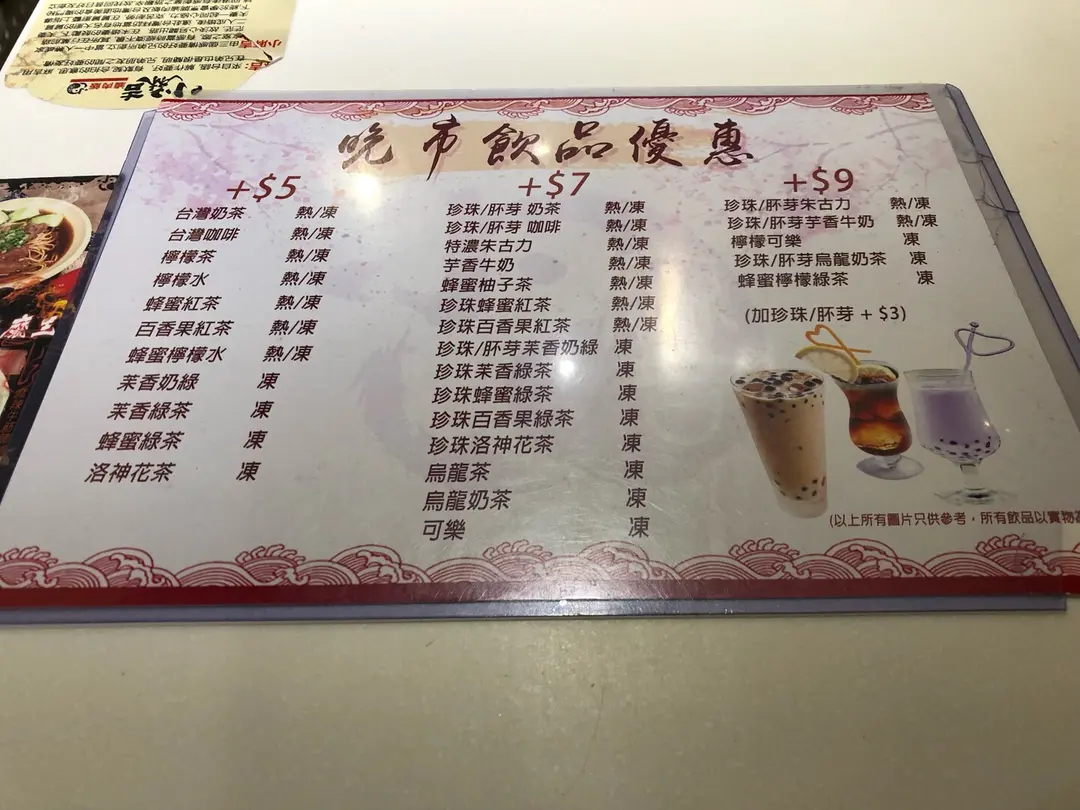 晚市飲品優惠
+$5
台灣奶茶 熱/凍
台灣咖啡 熱/凍
檸檬茶 熱/凍
檸檬水 熱/凍
蜂蜜紅茶 熱/凍
百香果紅茶 熱/凍
蜂蜜檸檬水 熱/凍
茉香奶綠 凍
茉香綠茶 凍
蜂蜜綠茶 凍
洛神花茶 凍
+$7
珍珠/胚芽 奶茶 熱/凍
珍珠/胚芽 咖啡 熱/凍
特濃朱古力 熱/凍
芋香牛奶 熱/凍
蜂蜜柚子茶 熱/凍
珍珠蜂蜜紅茶 熱/凍
珍珠百香果紅茶 熱/凍
珍珠/胚芽茉香奶綠 凍
珍珠茉香綠茶 凍
珍珠蜂蜜綠茶 凍
珍珠百香果綠茶 凍
珍珠洛神花茶 凍
烏龍茶 凍
烏龍奶茶 凍
可樂 凍
+$9
珍珠/胚芽朱古力 熱/凍
珍珠/胚芽芋香牛奶 熱/凍
檸檬可樂 凍
珍珠/胚芽烏龍奶茶 凍
蜂蜜檸檬綠茶 凍
(加珍珠/胚芽 + $3)
(以上所有圖片只供參考，所有飲品以實物